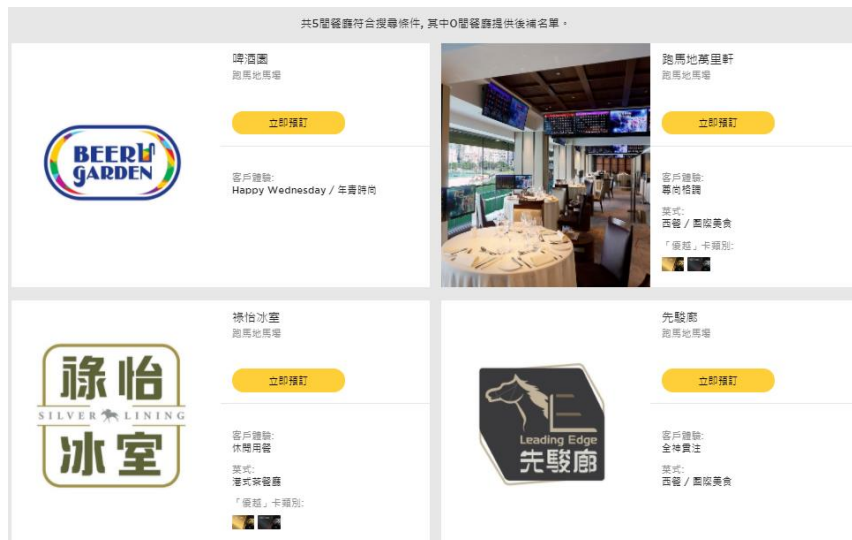 共5間餐廳符合搜尋條件, 其中0間餐廳提供後補名單。
啤酒園
跑馬地馬場
立即預訂
BEER
GARDEN
客戶體驗:
Happy Wednesday / 年青時尚
跑馬地萬里軒
跑馬地馬場
立即預訂
客戶體驗:
尊尚格調
菜式:
西餐 / 國際美食
「優越」卡類別:
祿怡冰室
跑馬地馬場
立即預訂
祿怡
SILVER LINING
冰室
客戶體驗:
休閒用餐
菜式:
港式茶餐廳
「優越」卡類別:
先駿廊
跑馬地馬場
立即預訂
Leading Edge
先駿廊
客戶體驗:
全神貫注
菜式:
西餐 / 國際美食